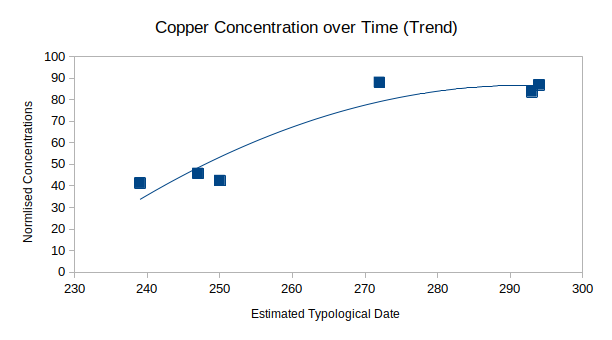 Copper Concentration over Time (Trend)
100
90
80
70
60
50
40
30
20
10
0
Normlised Concentrations
230 240 250 260 270 280 290 300
Estimated Typological Date